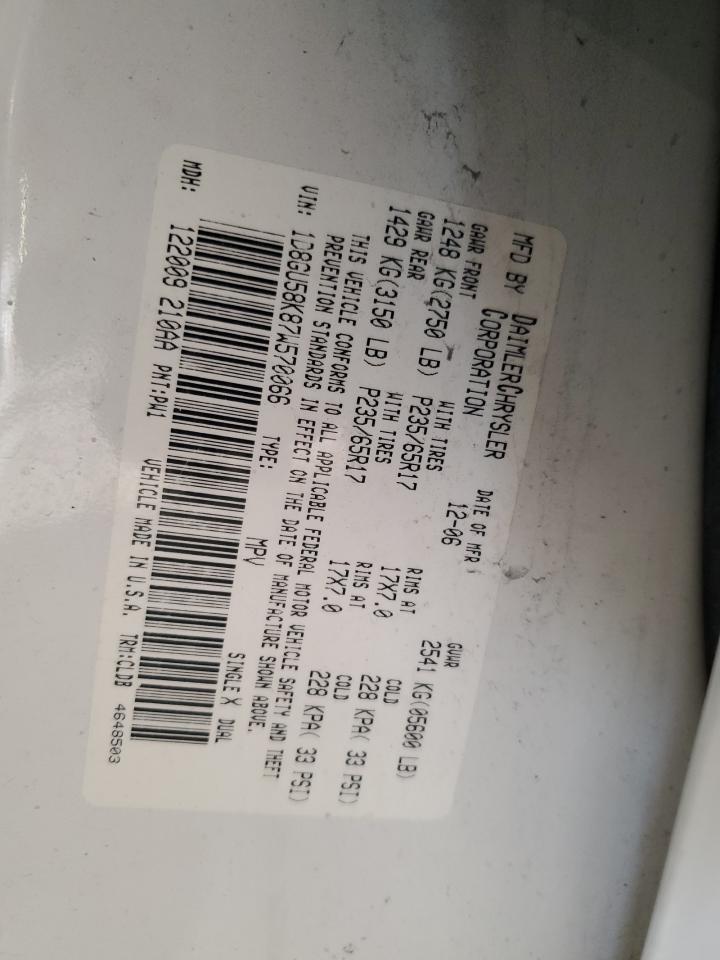 MFD BY DAIMLERCHRYSLER CORPORATION
DATE OF MFR 12-06
GVWR 2541 KG(05600 LB)
GAWR FRONT WITH TIRES RIMS AT COLD
1248 KG(2750 LB) P235/65R17 17X7.0 228 KPA( 33 PSI)
GAWR REAR WITH TIRES RIMS AT COLD
1429 KG(3150 LB) P235/65R17 17X7.0 228 KPA( 33 PSI)
THIS VEHICLE CONFORMS TO ALL APPLICABLE FEDERAL MOTOR VEHICLE SAFETY AND THEFT
PREVENTION STANDARDS IN EFFECT ON THE DATE OF MANUFACTURE SHOWN ABOVE.
VIN: 1D8GU58K87W570066 TYPE: MPV SINGLE X DUAL
MDH: 122009 210AA PNT:PW1 VEHICLE MADE IN U.S.A. TRM:CLDB 4648503